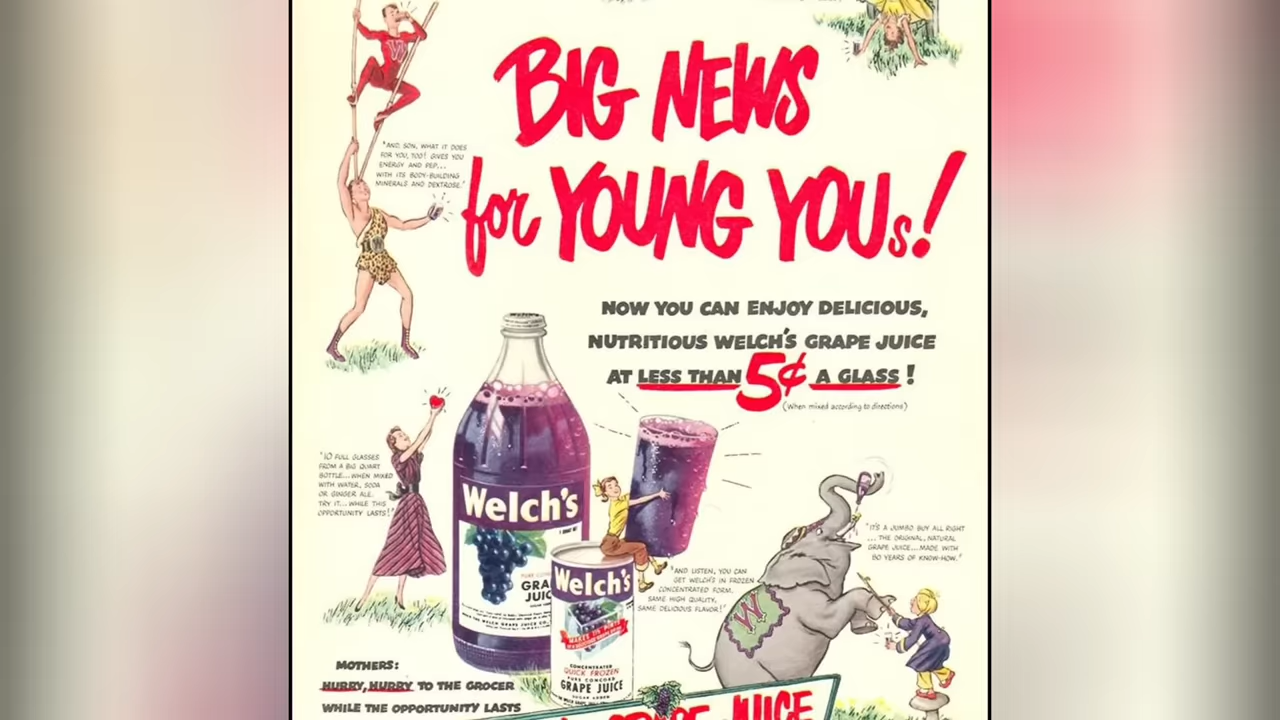 BIG NEWS
for YOUNG YOUs!
"AND, SON, WHAT IT DOES
FOR YOU, TOO! GIVES YOU
ENERGY AND PEP...
WITH ITS BODY-BUILDING
MINERALS AND DEXTROSE."
W
W
NOW YOU CAN ENJOY DELICIOUS,
NUTRITIOUS WELCH'S GRAPE JUICE
AT LESS THAN 5¢ A GLASS!
(When mixed according to directions)
"10 FULL GLASSES
FROM A BIG QUART
BOTTLE...WHEN MIXED
WITH WATER, SODA
OR GINGER ALE.
TRY IT...WHILE THIS
OPPORTUNITY LASTS!"
Welch's
GRA
JUIC
Welch's
CONCENTRATED
QUICK FROZEN
PURE CONCORD
GRAPE JUICE
"AND LISTEN, YOU CAN
GET WELCH'S IN FROZEN
CONCENTRATED FORM.
SAME HIGH QUALITY,
SAME DELICIOUS FLAVOR!"
"IT'S A JUMBO BUY ALL RIGHT
... THE ORIGINAL, NATURAL
GRAPE JUICE...MADE WITH
80 YEARS OF KNOW-HOW."
W
MOTHERS:
HURRY, HURRY TO THE GROCER
WHILE THE OPPORTUNITY LASTS
GRAPE JUICE